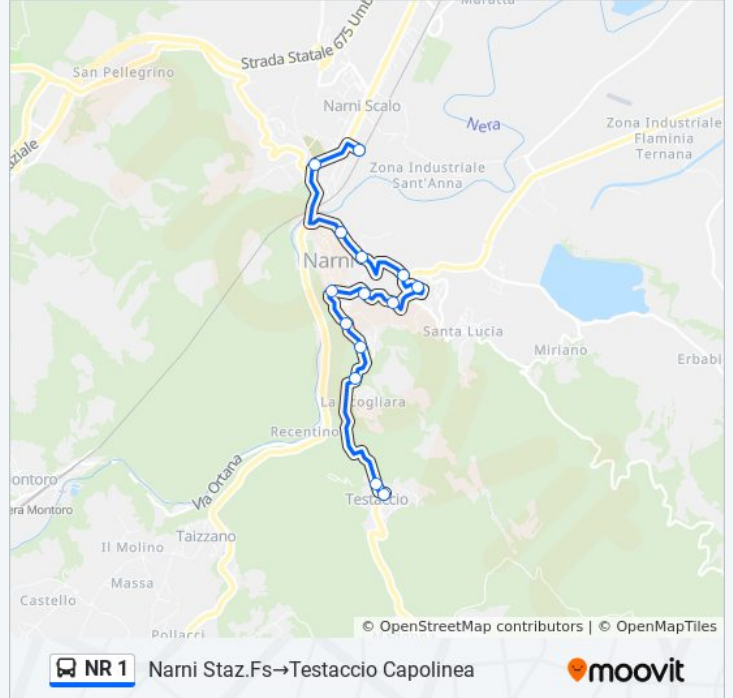 San Pellegrino
Strada Statale 675 Umb
Narni Scalo
Nera
Zona Industriale
Flaminia
Ternana
Zona Industriale
Sant'Anna
Narni
Santa Lucia
Miriano
Erbabi
Recentino
Via Ortana
ontoro
era Montoro
Testaccio
Taizzano
Il Molino
Massa
Castello
Pollacci
© OpenStreetMap contributors | © OpenMapTiles
NR 1
Narni Staz.Fs→Testaccio Capolinea
moovit